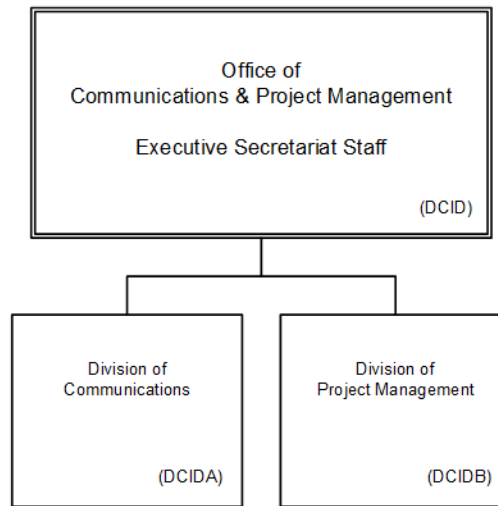 Office of
Communications & Project Management
Executive Secretariat Staff
(DCID)
Division of
Communications
(DCIDA)
Division of
Project Management
(DCIDB)